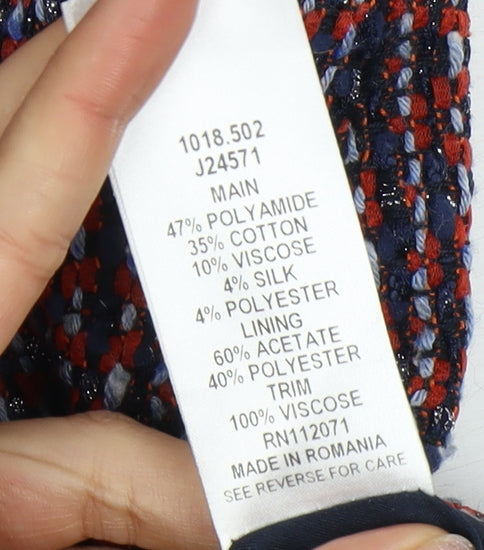 1018.502
J24571
MAIN
47% POLYAMIDE
35% COTTON
10% VISCOSE
4% SILK
4% POLYESTER
LINING
60% ACETATE
40% POLYESTER
TRIM
100% VISCOSE
RN112071
MADE IN ROMANIA
SEE REVERSE FOR CARE